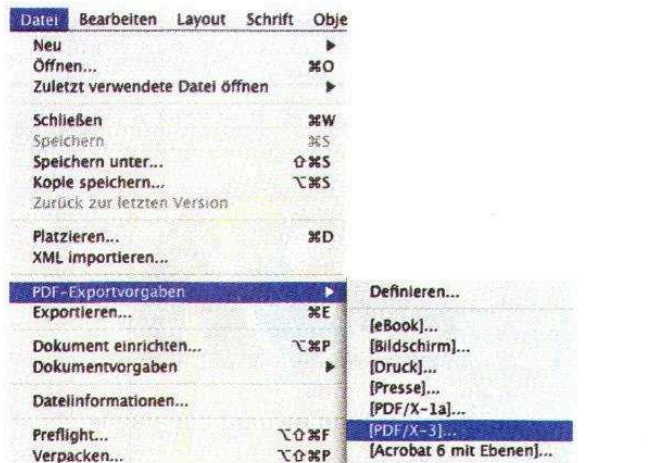 Datei Bearbeiten Layout Schrift Obje
Neu
Öffnen... ⌘O
Zuletzt verwendete Datei öffnen
Schließen ⌘W
Speichern ⌘S
Speichern unter... ⇧⌘S
Kopie speichern... ⌥⌘S
Zurück zur letzten Version
Platzieren... ⌘D
XML importieren...
PDF-Exportvorgaben
Exportieren... ⌘E
Dokument einrichten... ⌥⌘P
Dokumentvorgaben
Dateiinformationen...
Preflight... ⌥⇧⌘F
Verpacken... ⌥⇧⌘P
Definieren...
[eBook]...
[Bildschirm]...
[Druck]...
[Presse]...
[PDF/X-1a]...
[PDF/X-3]...
[Acrobat 6 mit Ebenen]...